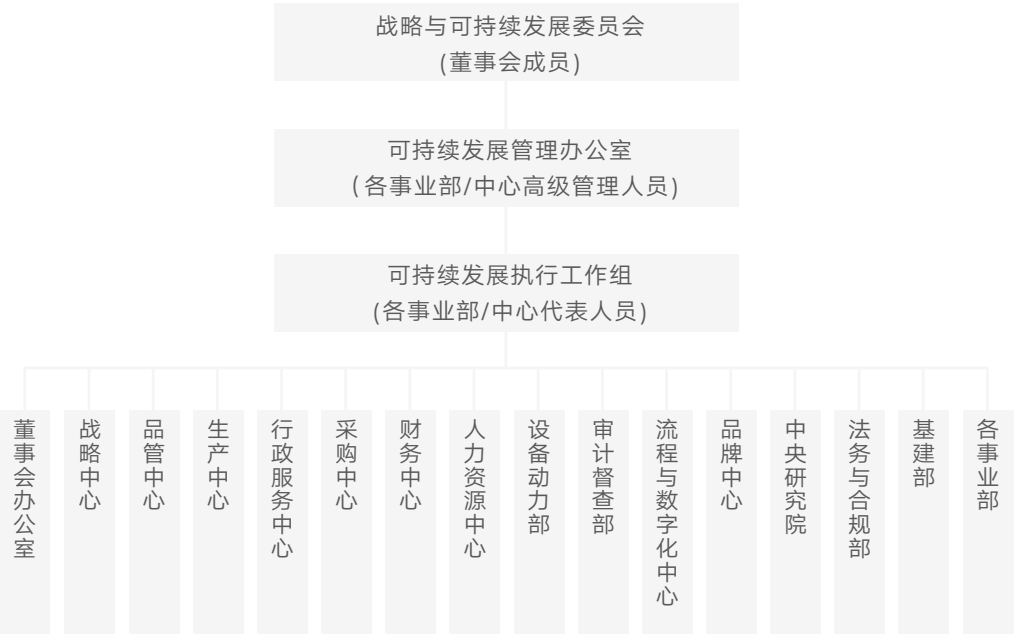 战略与可持续发展委员会
(董事会成员)
可持续发展管理办公室
(各事业部/中心高级管理人员)
可持续发展执行工作组
(各事业部/中心代表人员)
董事会办公室
战略中心
品管中心
生产中心
行政服务中心
采购中心
财务中心
人力资源中心
设备动力部
审计督查部
流程与数字化中心
品牌中心
中央研究院
法务与合规部
基建部
各事业部